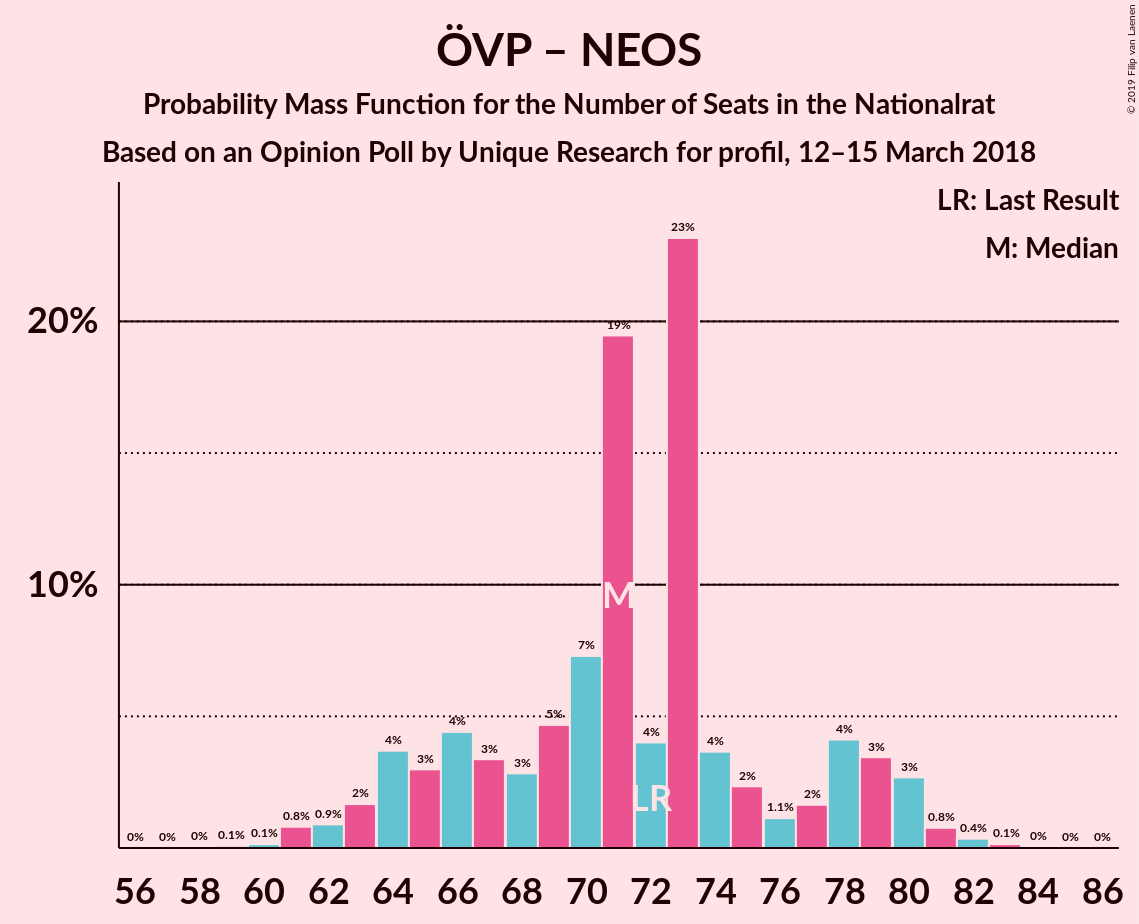 © 2019 Filip van Laenen
ÖVP – NEOS
Probability Mass Function for the Number of Seats in the Nationalrat
Based on an Opinion Poll by Unique Research for profil, 12–15 March 2018
LR: Last Result
M: Median
20%
10%
0% 0% 0% 0.1% 0.1% 0.8% 0.9% 2% 4% 3% 4% 3% 3% 5% 7% 19% 4% 23% 4% 2% 1.1% 2% 4% 3% 3% 0.8% 0.4% 0.1% 0% 0% 0%
M
LR
56 58 60 62 64 66 68 70 72 74 76 78 80 82 84 86